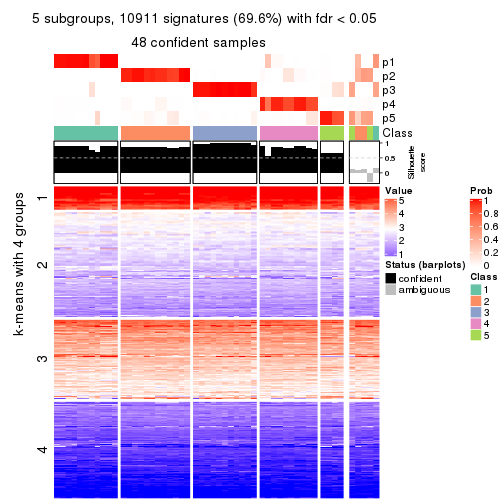 5 subgroups, 10911 signatures (69.6%) with fdr < 0.05
48 confident samples
p1
p2
p3
p4
p5
Class
1
0.5
0
Silhouette
score
k-means with 4 groups
1
2
3
4
Value
5
4
3
2
1
Status (barplots)
confident
ambiguous
Prob
1
0.8
0.6
0.4
0.2
0
Class
1
2
3
4
5